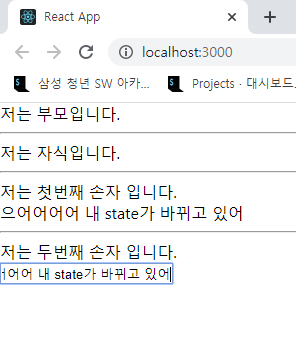 React App
localhost:3000
삼성 청년 SW 아카...
Projects · 대시보드.
저는 부모입니다.
저는 자식입니다.
저는 첫번째 손자 입니다.
으어어어어 내 state가 바뀌고 있어
저는 두번째 손자 입니다.
어어 내 state가 바뀌고 있어